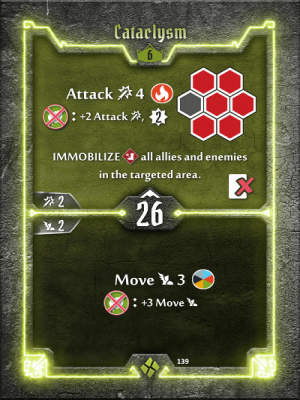 Cataclysm
6
Attack 4
: +2 Attack , 2
IMMOBILIZE all allies and enemies
in the targeted area.
2
26
2
Move 3
: +3 Move
139